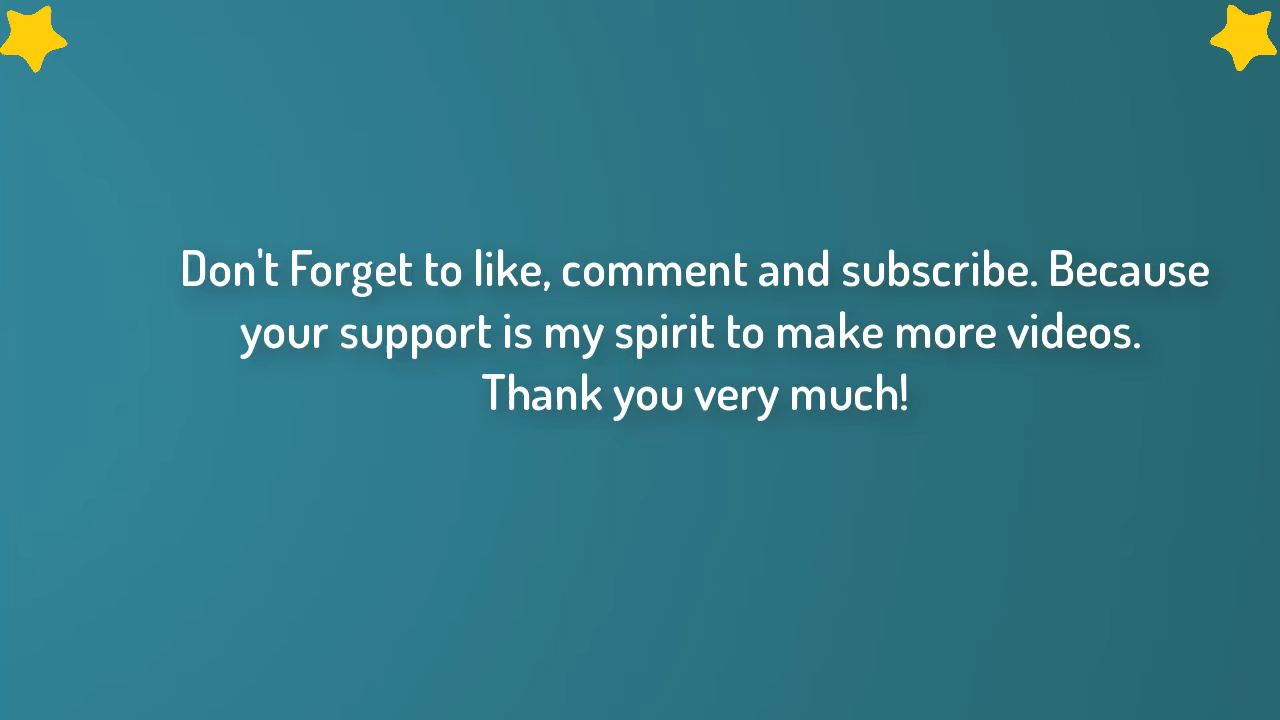 Don't Forget to like, comment and subscribe. Because
your support is my spirit to make more videos.
Thank you very much!